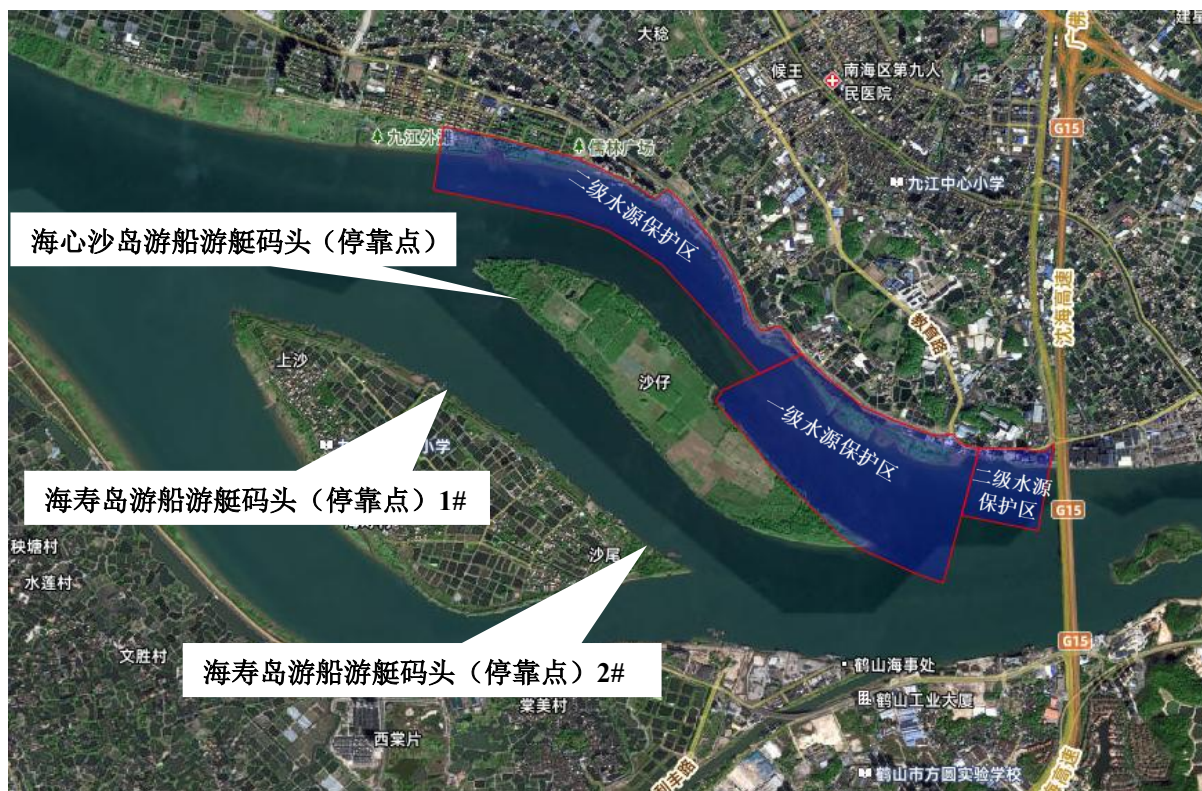 建皇
大稔
广佛
候王
南海区第九人
民医院
G15
九江外滩
儒林广场
九江中心小学
二级水源保护区
海心沙岛游船游艇码头（停靠点）
沈海高速
教育路
上沙
沙仔
小学
一级水源保护区
二级水源
保护区
海寿岛游船游艇码头（停靠点）1#
G15
秧塘村
沙尾
水莲村
G15
文胜村
海寿岛游船游艇码头（停靠点）2#
鹤山海事处
鹤山工业大厦
棠美村
西棠片
鹤山市方圆实验学校
高速